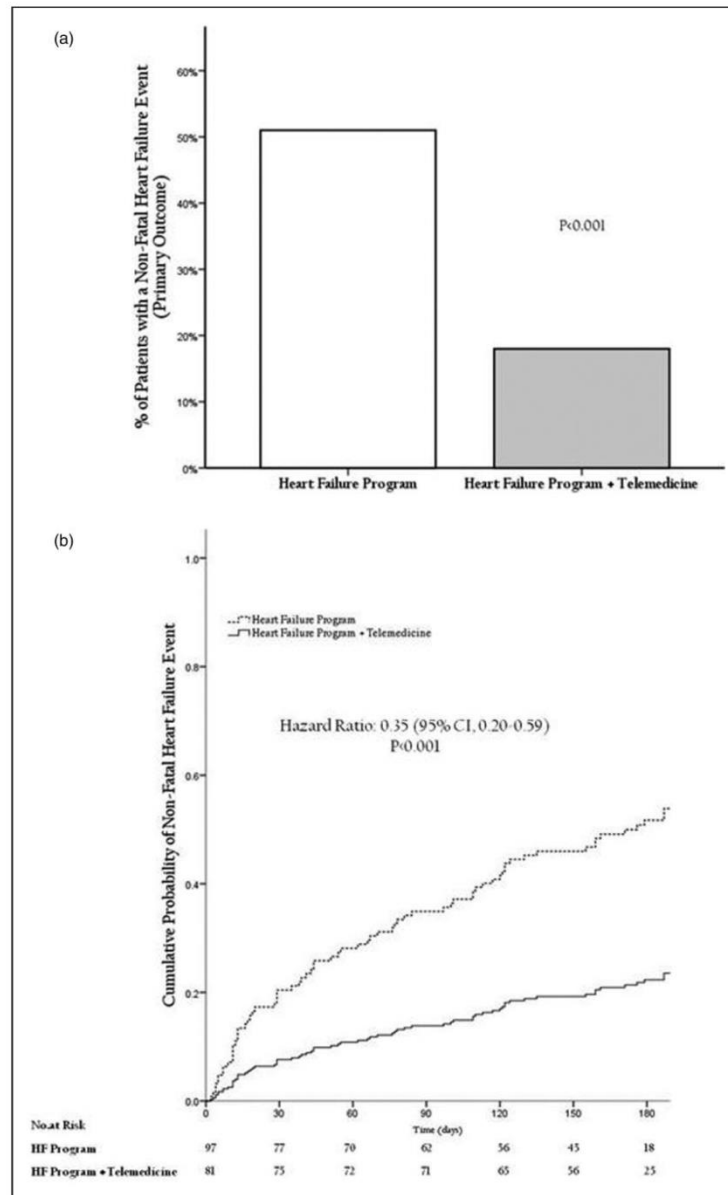 (a)
% of Patients with a Non-Fatal Heart Failure Event
(Primary Outcome)
60%
50%
40%
30%
20%
10%
0%
P<0.001
Heart Failure Program
Heart Failure Program + Telemedicine
(b)
Cumulative Probability of Non-Fatal Heart Failure Event
1.0
0.8
0.6
0.4
0.2
0.0
Heart Failure Program
Heart Failure Program + Telemedicine
Hazard Ratio: 0.35 (95% CI, 0.20-0.59)
P<0.001
0 30 60 90 120 150 180
Time (days)
No.at Risk
HF Program 97 77 70 62 56 45 18
HF Program + Telemedicine 81 75 72 71 65 56 25